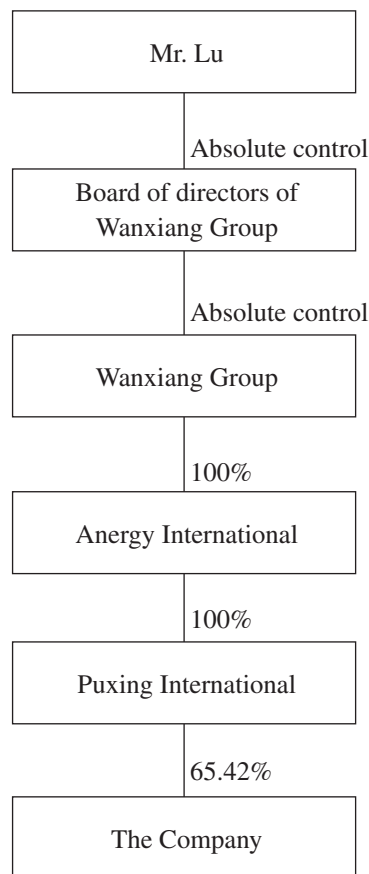 Mr. Lu
Absolute control
Board of directors of
Wanxiang Group
Absolute control
Wanxiang Group
100%
Anergy International
100%
Puxing International
65.42%
The Company